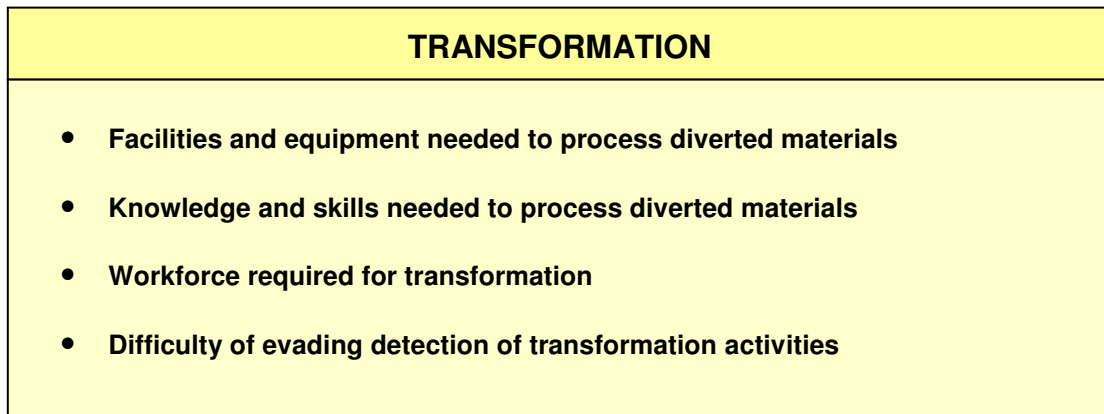 TRANSFORMATION
• Facilities and equipment needed to process diverted materials
• Knowledge and skills needed to process diverted materials
• Workforce required for transformation
• Difficulty of evading detection of transformation activities